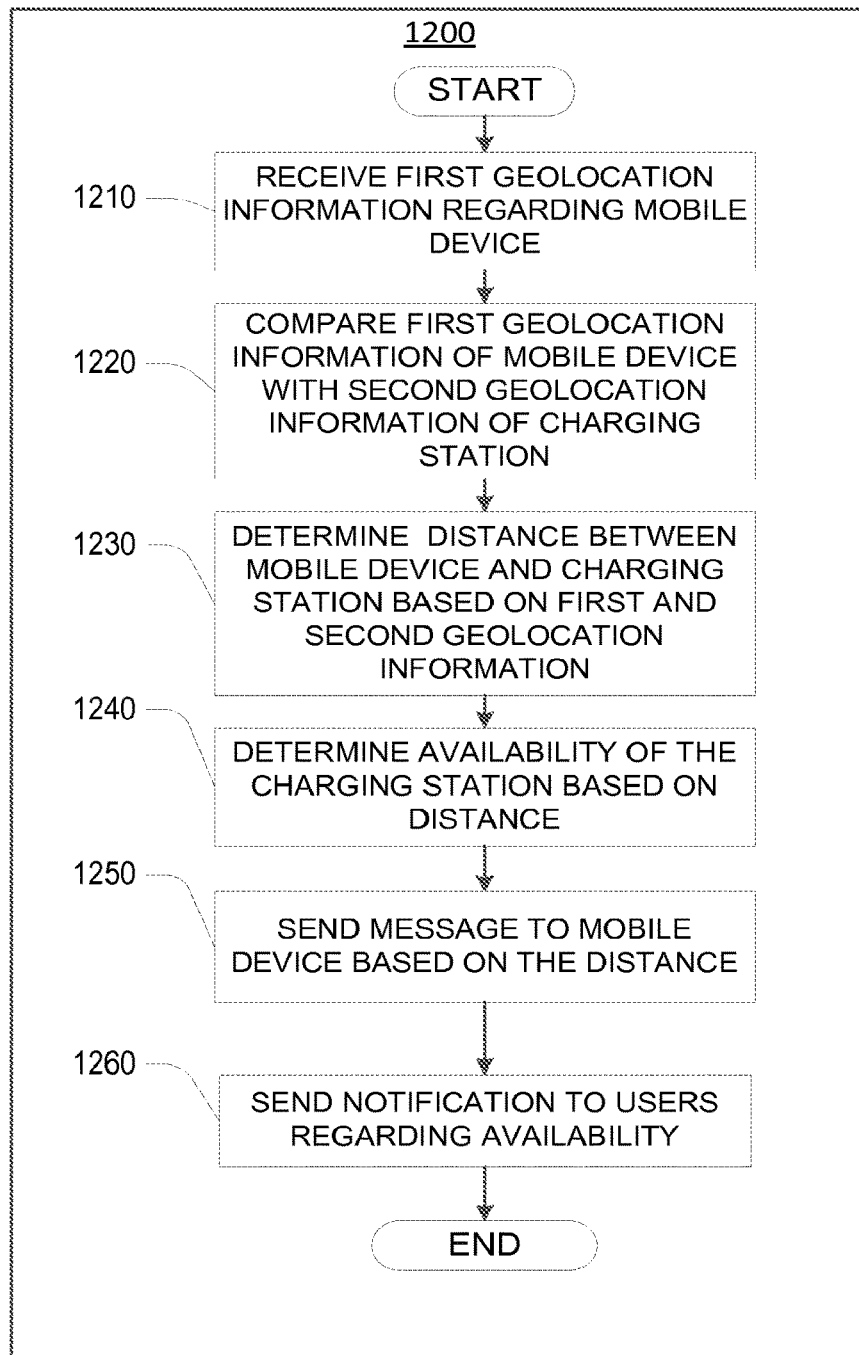 1200
START
1210
RECEIVE FIRST GEOLOCATION
INFORMATION REGARDING MOBILE
DEVICE
1220
COMPARE FIRST GEOLOCATION
INFORMATION OF MOBILE DEVICE
WITH SECOND GEOLOCATION
INFORMATION OF CHARGING
STATION
1230
DETERMINE DISTANCE BETWEEN
MOBILE DEVICE AND CHARGING
STATION BASED ON FIRST AND
SECOND GEOLOCATION
INFORMATION
1240
DETERMINE AVAILABILITY OF THE
CHARGING STATION BASED ON
DISTANCE
1250
SEND MESSAGE TO MOBILE
DEVICE BASED ON THE DISTANCE
1260
SEND NOTIFICATION TO USERS
REGARDING AVAILABILITY
END